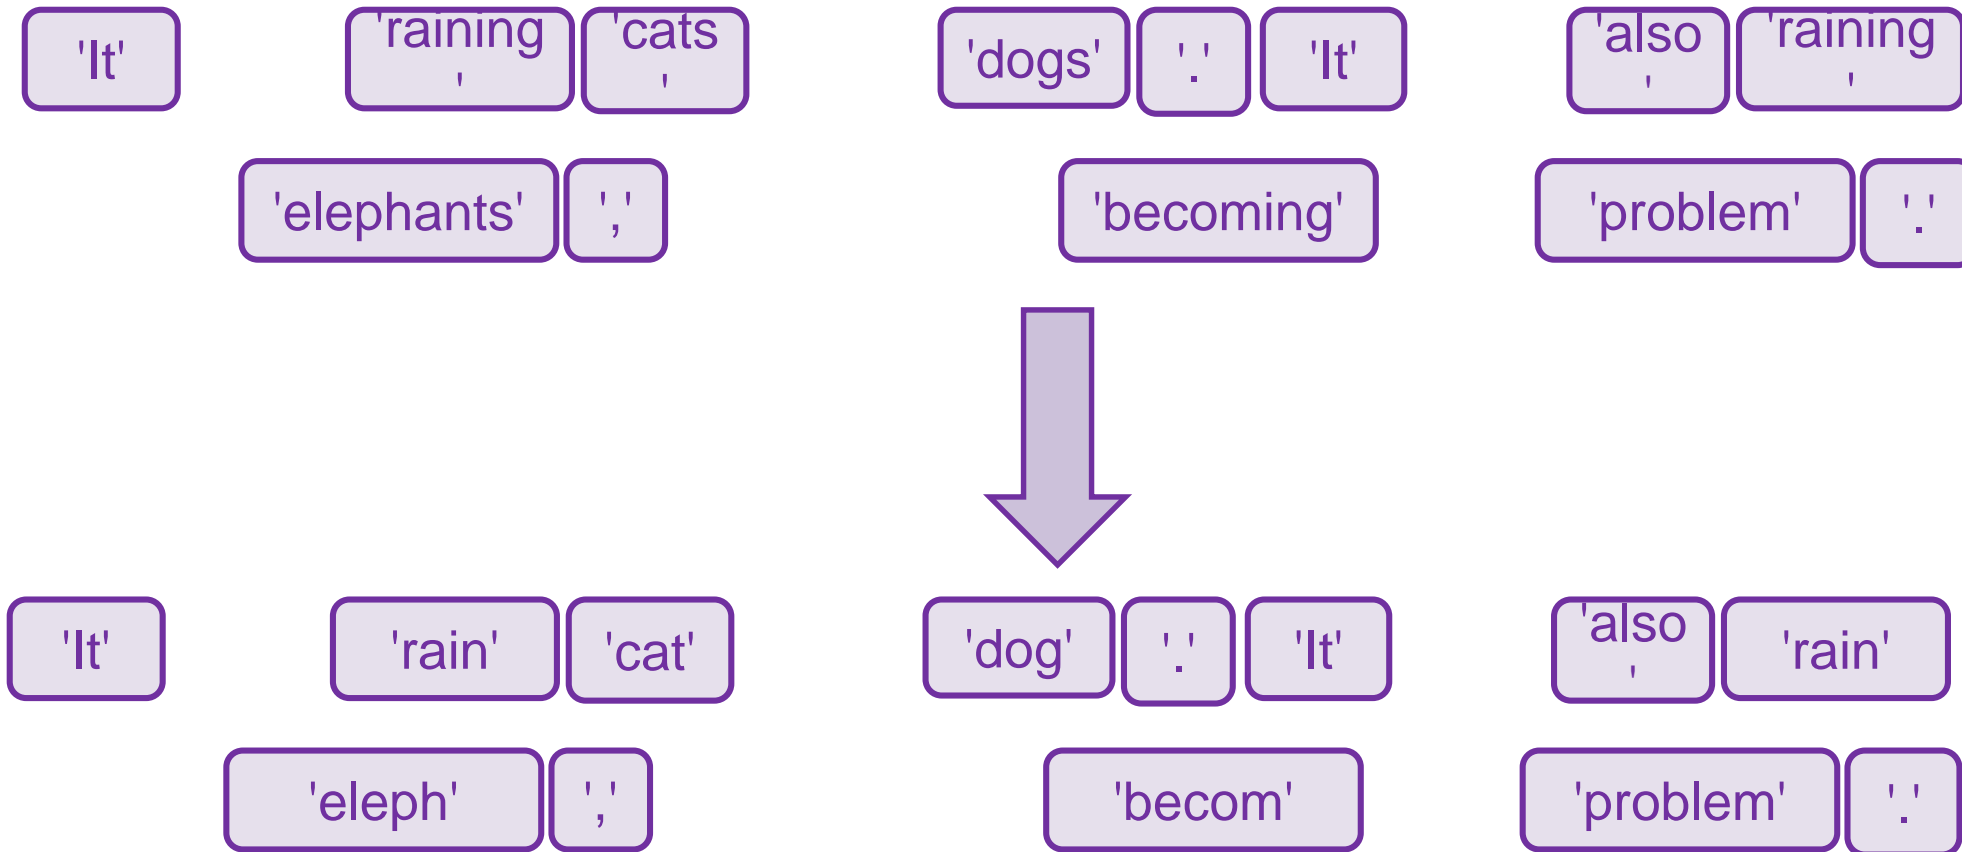 'It' 'raining' 'cats' 'dogs' '.' 'It' 'also' 'raining'
'elephants' ',' 'becoming' 'problem' '.'
'It' 'rain' 'cat' 'dog' '.' 'It' 'also' 'rain'
'eleph' ',' 'becom' 'problem' '.'